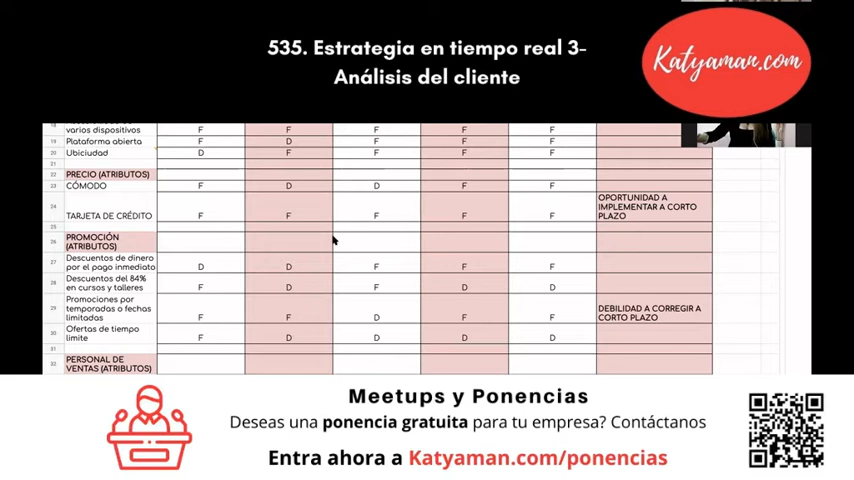 535. Estrategia en tiempo real 3-
Análisis del cliente
Katyaman.com
varios dispositivos F F F F F
19 Plataforma abierta F D F F F
20 Ubiciudad D F F F F
21
22 PRECIO (ATRIBUTOS)
23 CÓMODO F D D F F
24 TARJETA DE CRÉDITO F F F F F OPORTUNIDAD A
IMPLEMENTAR A CORTO
PLAZO
25
26 PROMOCIÓN
(ATRIBUTOS)
27 Descuentos de dinero
por el pago inmediato D D F F F
28 Descuentos del 84%
en cursos y talleres F D F D D
29 Promociones por
temporadas o fechas
limitadas F F D F F DEBILIDAD A CORREGIR A
CORTO PLAZO
30 Ofertas de tiempo
limite F D D D D
31
32 PERSONAL DE
VENTAS (ATRIBUTOS)
Meetups y Ponencias
Deseas una ponencia gratuita para tu empresa? Contáctanos
Entra ahora a Katyaman.com/ponencias